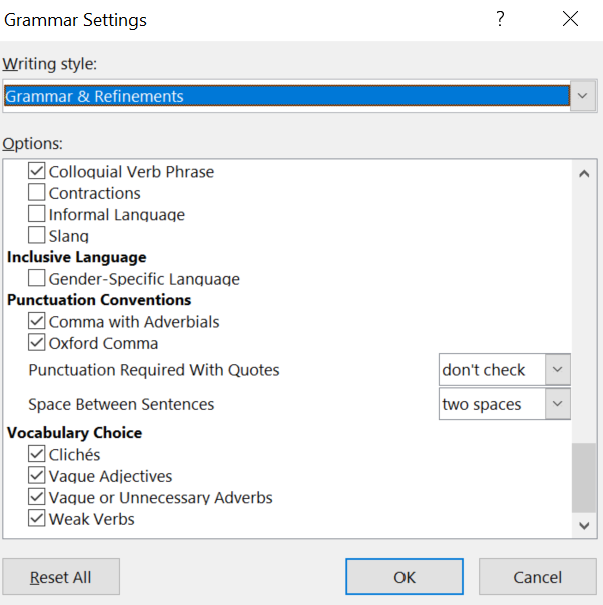 Grammar Settings
Writing style:
Grammar & Refinements
Options:
Colloquial Verb Phrase
Contractions
Informal Language
Slang
Inclusive Language
Gender-Specific Language
Punctuation Conventions
Comma with Adverbials
Oxford Comma
Punctuation Required With Quotes don't check
Space Between Sentences two spaces
Vocabulary Choice
Clichés
Vague Adjectives
Vague or Unnecessary Adverbs
Weak Verbs
Reset All OK Cancel